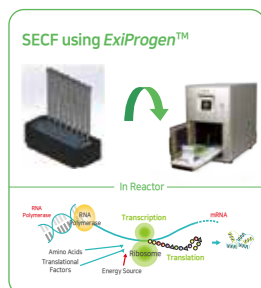 SECF using ExiProgen™
In Reactor
RNA
Polymerase
RNA
Polymerase
Transcription
mRNA
Amino Acids
Translational
Factors
Ribosome
Translation
Energy Source